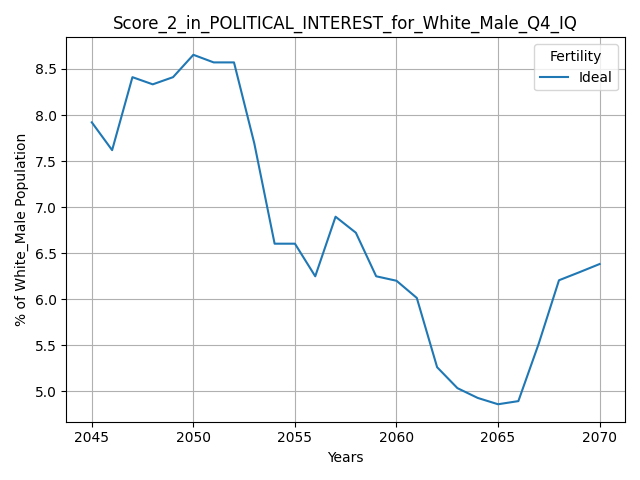 Score_2_in_POLITICAL_INTEREST_for_White_Male_Q4_IQ
Fertility
Ideal
% of White_Male Population
8.5
8.0
7.5
7.0
6.5
6.0
5.5
5.0
2045 2050 2055 2060 2065 2070
Years